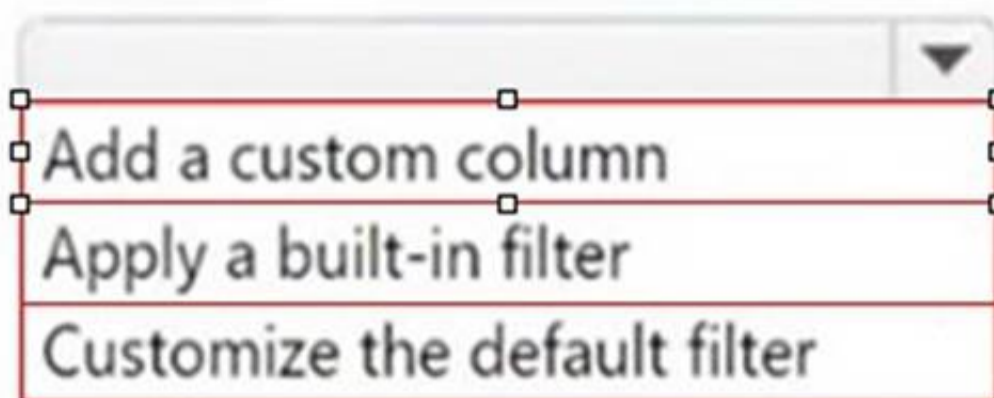 Add a custom column
Apply a built-in filter
Customize the default filter